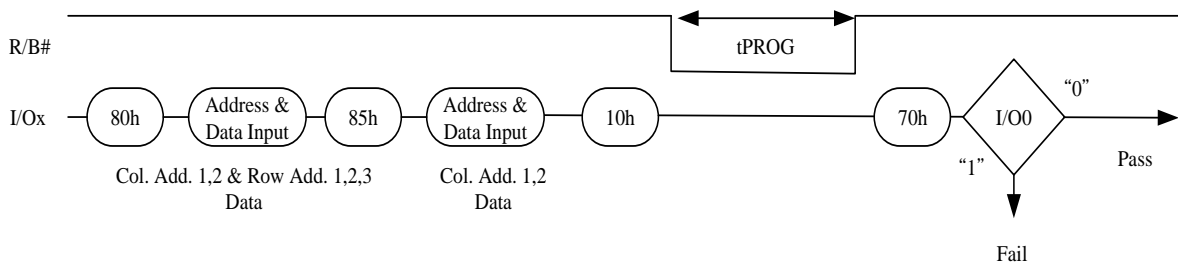 R/B#
tPROG
I/Ox
80h
Address &
Data Input
85h
Address &
Data Input
10h
70h
I/O0
“0”
“1”
Pass
Col. Add. 1,2 & Row Add. 1,2,3
Data
Col. Add. 1,2
Data
Fail